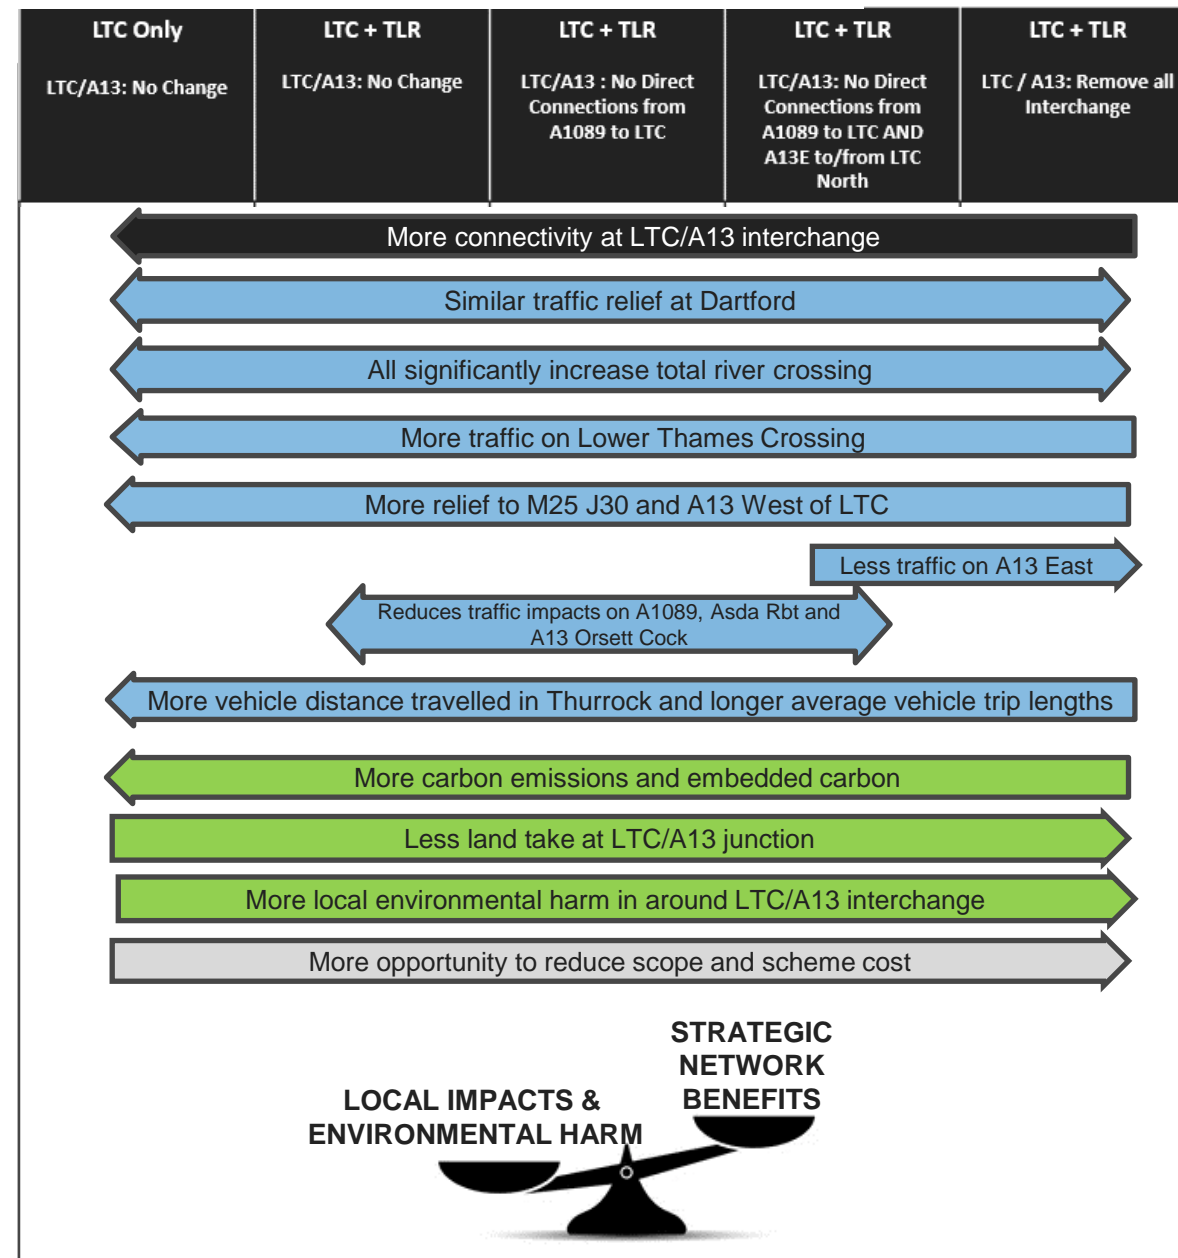 LTC Only
LTC/A13: No Change
LTC + TLR
LTC/A13: No Change
LTC + TLR
LTC/A13 : No Direct
Connections from
A1089 to LTC
LTC + TLR
LTC/A13: No Direct
Connections from
A1089 to LTC AND
A13E to/from LTC
North
LTC + TLR
LTC / A13: Remove all
Interchange
More connectivity at LTC/A13 interchange
Similar traffic relief at Dartford
All significantly increase total river crossing
More traffic on Lower Thames Crossing
More relief to M25 J30 and A13 West of LTC
Less traffic on A13 East
Reduces traffic impacts on A1089, Asda Rbt and
A13 Orsett Cock
More vehicle distance travelled in Thurrock and longer average vehicle trip lengths
More carbon emissions and embedded carbon
Less land take at LTC/A13 junction
More local environmental harm in around LTC/A13 interchange
More opportunity to reduce scope and scheme cost
STRATEGIC
NETWORK
BENEFITS
LOCAL IMPACTS &
ENVIRONMENTAL HARM